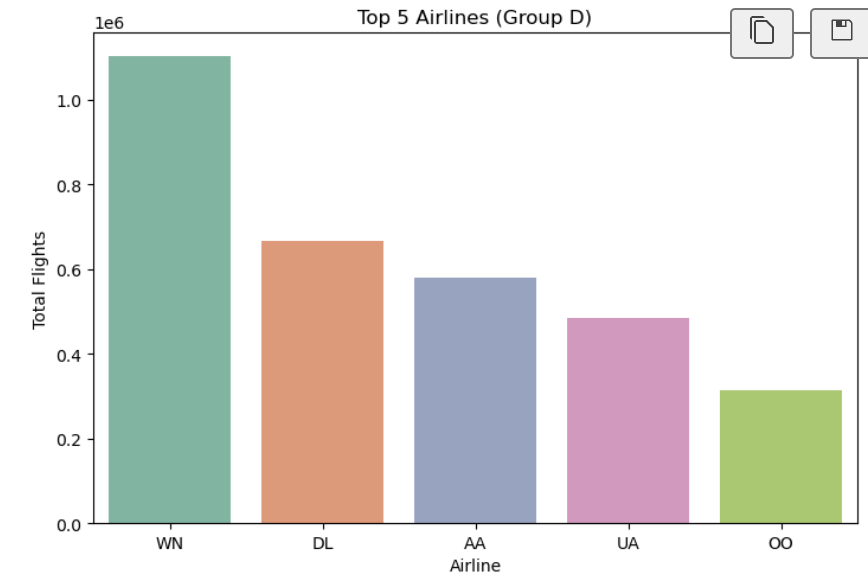 Top 5 Airlines (Group D)
1e6
1.0
0.8
0.6
0.4
0.2
0.0
Total Flights
WN DL AA UA OO
Airline